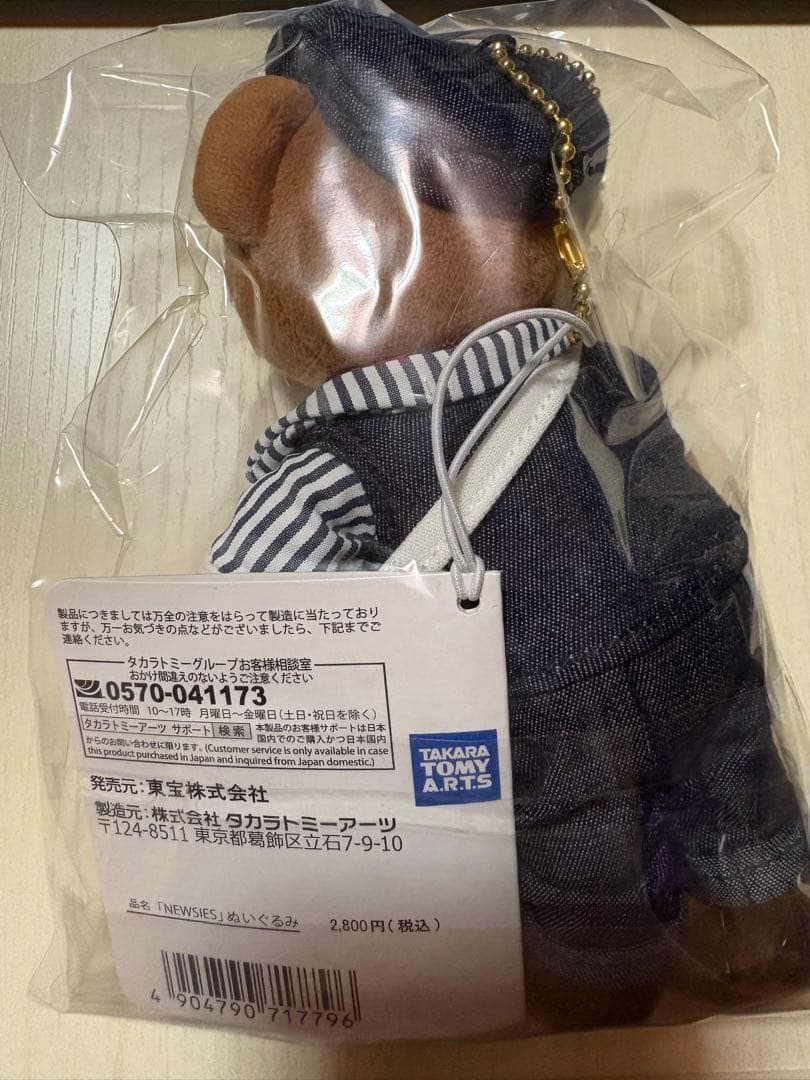 製品につきましては万全の注意をはらって製造に当たっており
ますが、万一お気づきの点などがございましたら、下記までご
連絡ください。
タカラトミーグループお客様相談室
おかけ間違えのないようご注意ください
0570-041173
電話受付時間 10〜17時 月曜日〜金曜日(土日・祝日を除く)
タカラトミーアーツ サポート 検索 本製品のお客様サポートは日本
国内でのご購入かつ日本国内
からのお問い合わせに限ります。(Customer service is only available in case
this product purchased in Japan and inquired from Japan domestic.)
TAKARA
TOMY
A.R.T.S
発売元:東宝株式会社
製造元:株式会社 タカラトミーアーツ
〒124-8511 東京都葛飾区立石7-9-10
品名 「NEWSIES」ぬいぐるみ 2,800円(税込)
4 904790 717796